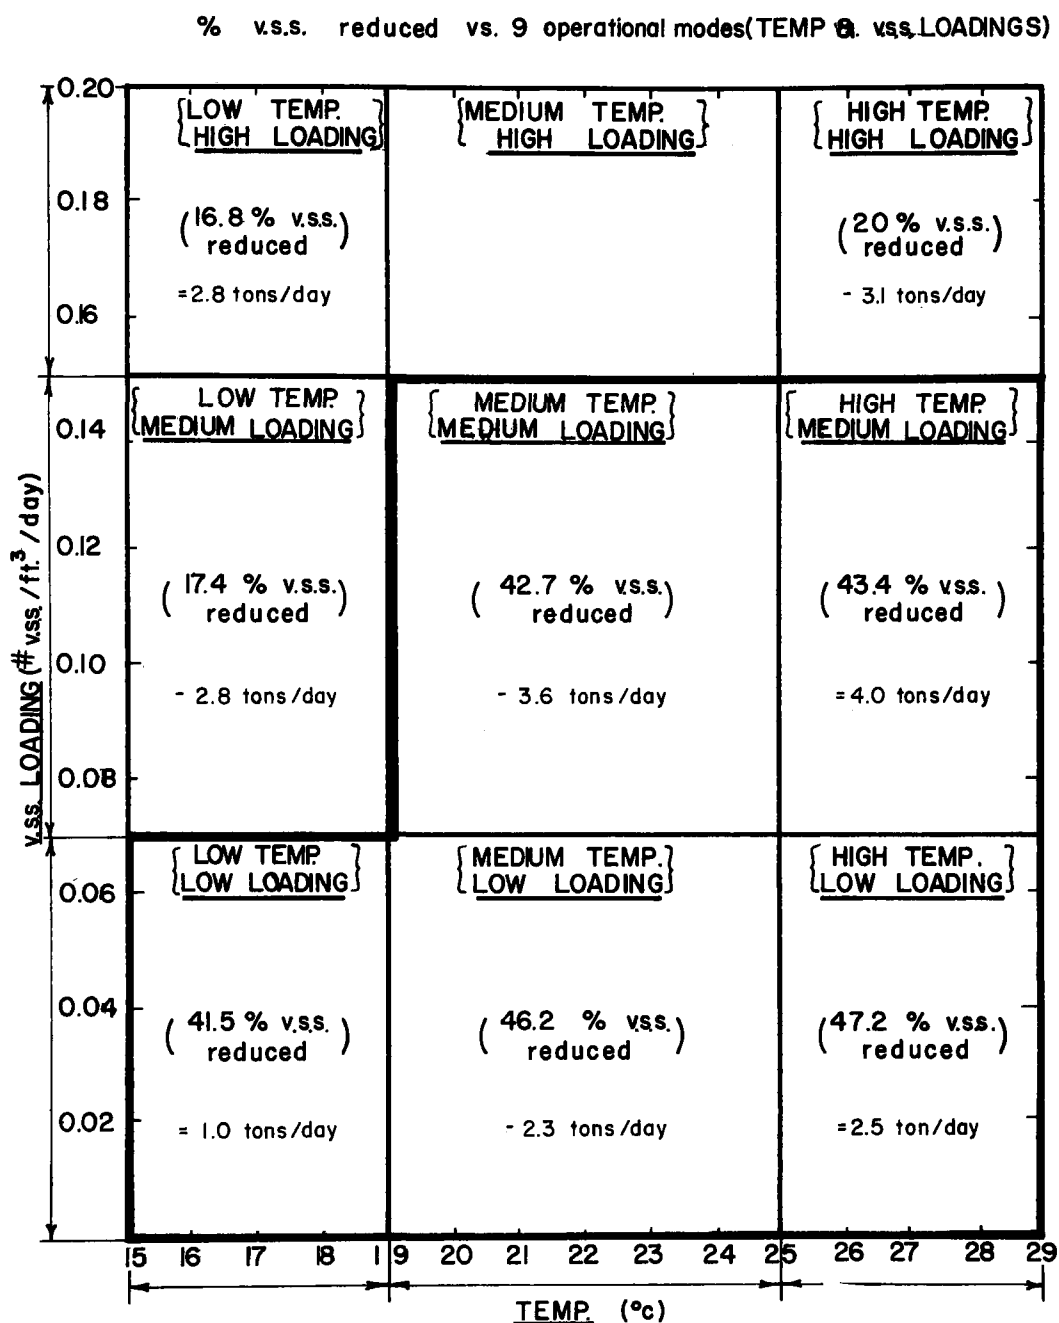 % v.s.s. reduced vs. 9 operational modes(TEMP & v.s.s. LOADINGS)
0.20
0.18
0.16
0.14
0.12
0.10
0.08
0.06
0.04
0.02
v.s.s. LOADING (# v.s.s. / ft.³ / day)
{LOW TEMP.
HIGH LOADING}
(16.8 % v.s.s.
reduced)
=2.8 tons/day
{MEDIUM TEMP.
HIGH LOADING}
{HIGH TEMP.
HIGH LOADING}
(20 % v.s.s.
reduced)
- 3.1 tons/day
{LOW TEMP.
MEDIUM LOADING}
(17.4 % v.s.s.
reduced)
- 2.8 tons/day
{MEDIUM TEMP.
MEDIUM LOADING}
(42.7 % v.s.s.
reduced)
- 3.6 tons/day
{HIGH TEMP.
MEDIUM LOADING}
(43.4 % v.s.s.
reduced)
=4.0 tons/day
{LOW TEMP.
LOW LOADING}
(41.5 % v.s.s.
reduced)
= 1.0 tons/day
{MEDIUM TEMP.
LOW LOADING}
(46.2 % v.s.s.
reduced)
- 2.3 tons/day
{HIGH TEMP.
LOW LOADING}
(47.2 % v.s.s.
reduced)
=2.5 ton/day
15 16 17 18 19 20 21 22 23 24 25 26 27 28 29
TEMP. (°c)